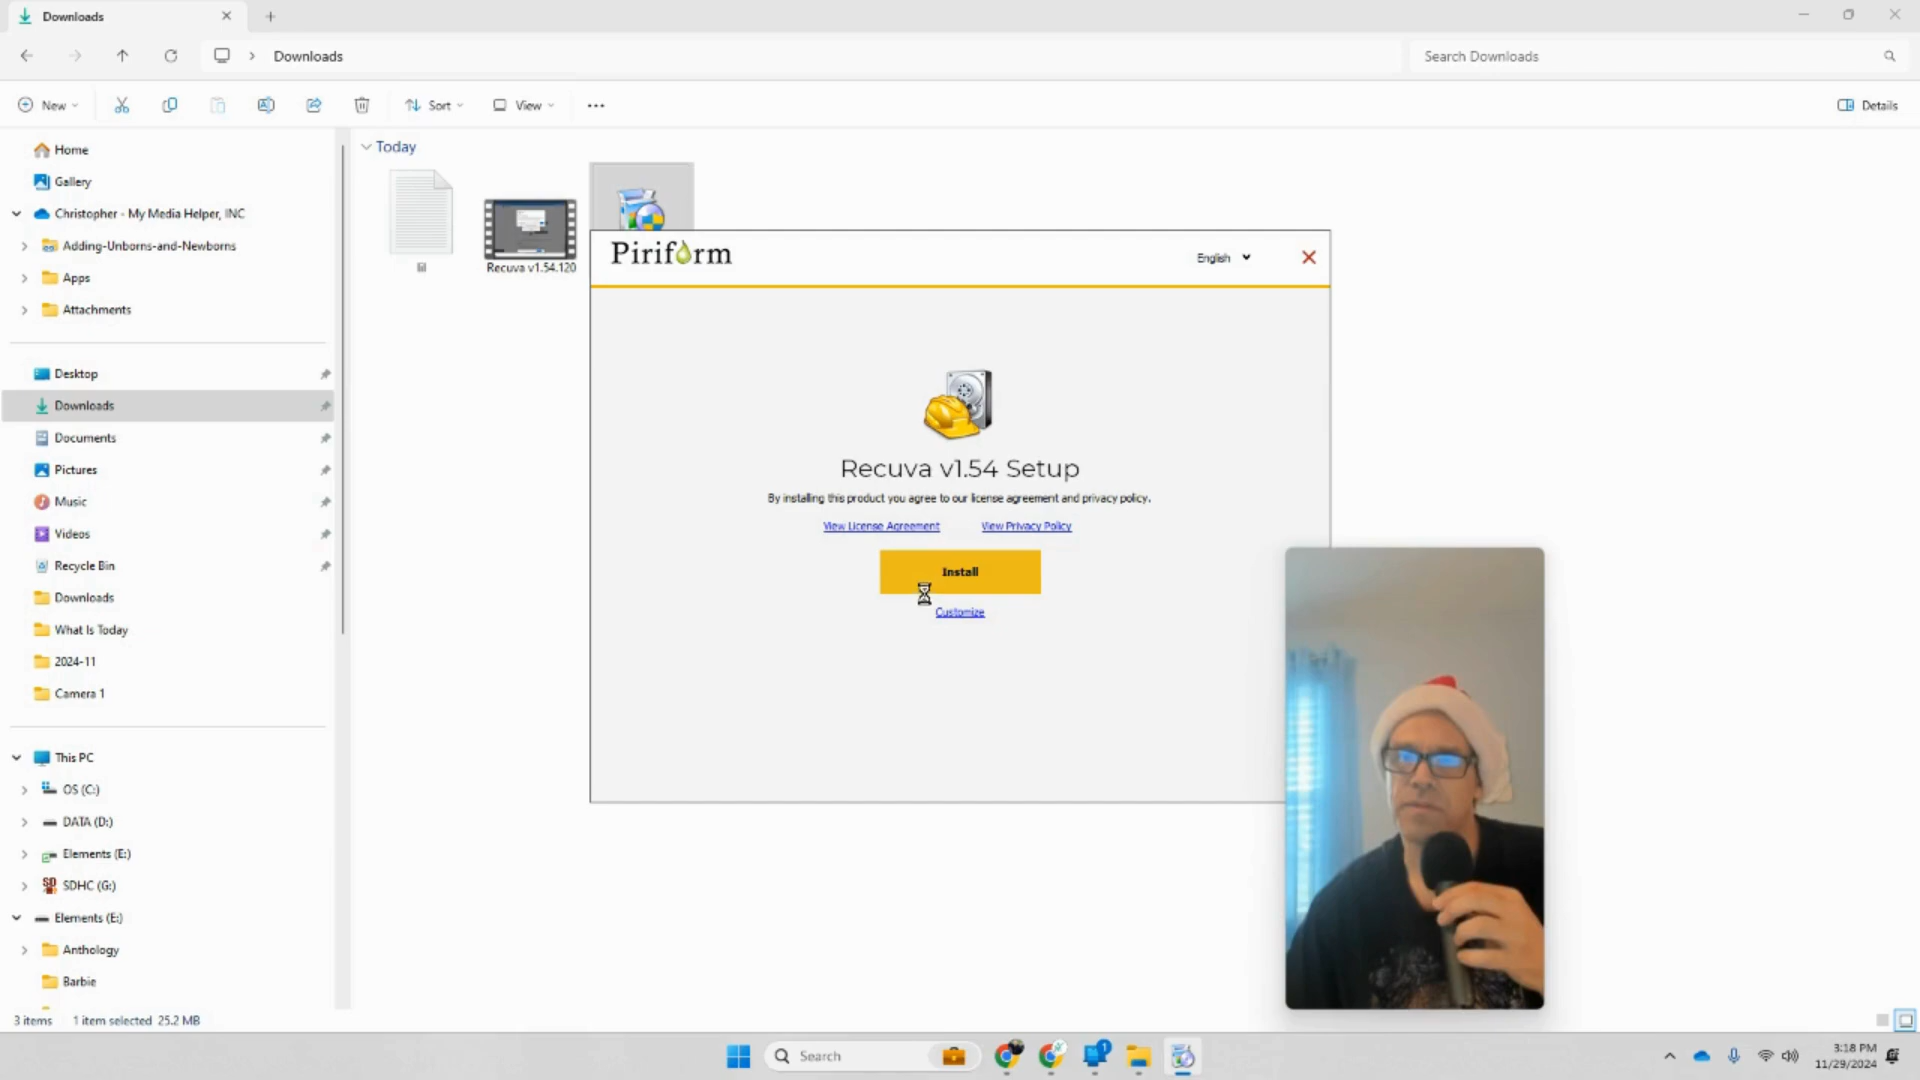 Downloads
Downloads
Search Downloads
New
Sort
View
Details
Home
Gallery
Christopher - My Media Helper, INC
Adding-Unborns-and-Newborns
Apps
Attachments
Desktop
Downloads
Documents
Pictures
Music
Videos
Recycle Bin
Downloads
What Is Today
2024-11
Camera 1
This PC
OS (C:)
DATA (D:)
Elements (E:)
SDHC (G:)
Elements (E:)
Anthology
Barbie
Today
Recuva v1.54.120
Piriform
English
Recuva v1.54 Setup
By installing this product you agree to our license agreement and privacy policy.
View License Agreement
View Privacy Policy
Install
Customize
3 items
1 item selected 25.2 MB
Search
1
3:18 PM
11/29/2024